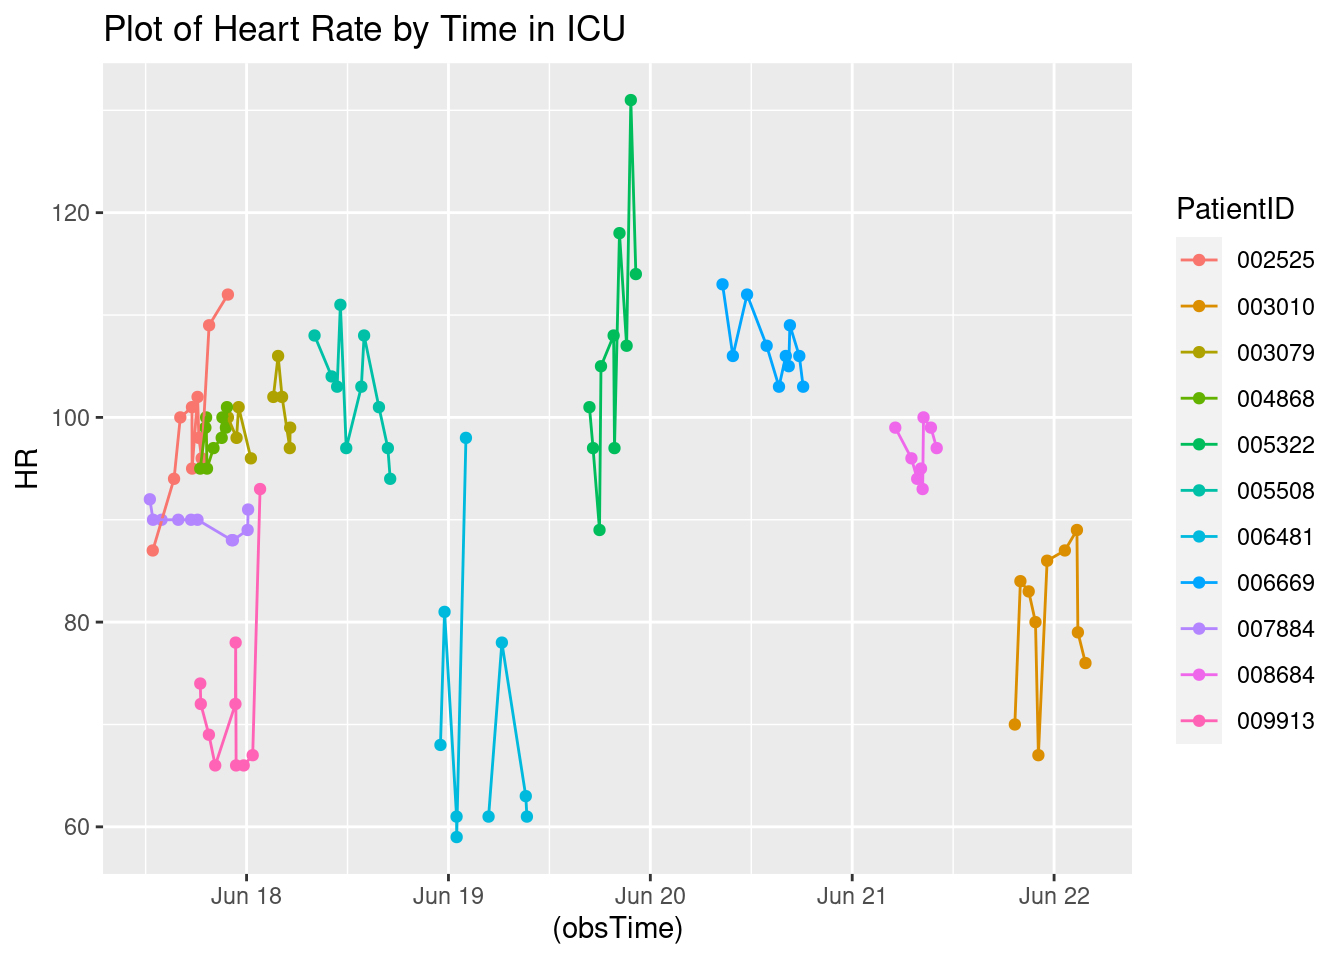 Plot of Heart Rate by Time in ICU
HR
120
100
80
60
Jun 18
Jun 19
Jun 20
Jun 21
Jun 22
(obsTime)
PatientID
002525
003010
003079
004868
005322
005508
006481
006669
007884
008684
009913